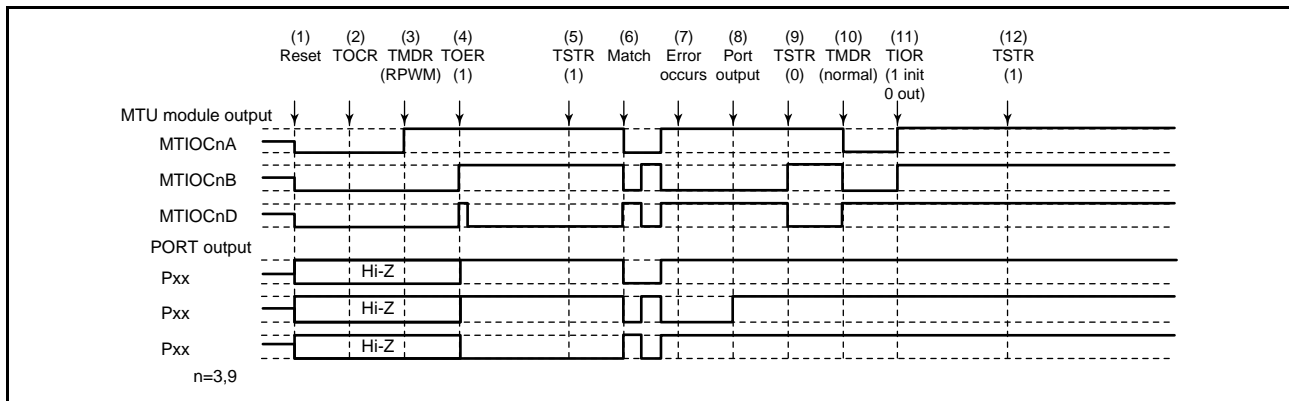 (1) (2) (3) (4) (5) (6) (7) (8) (9) (10) (11) (12)
Reset TOCR TMDR TOER TSTR Match Error Port TSTR TMDR TIOR TSTR
(RPWM) (1) (1) occurs output (0) (normal) (1 init (1)
0 out)
MTU module output
MTIOCnA
MTIOCnB
MTIOCnD
PORT output
Pxx Hi-Z
Pxx Hi-Z
Pxx Hi-Z
n=3,9